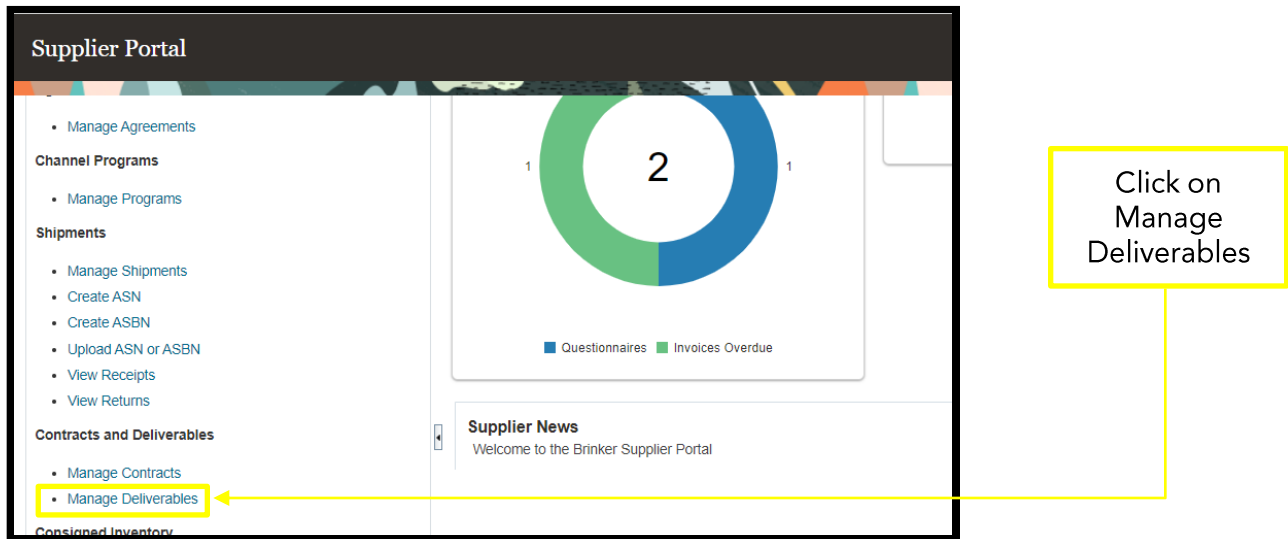 Supplier Portal
Manage Agreements
Channel Programs
Manage Programs
Shipments
Manage Shipments
Create ASN
Create ASBN
Upload ASN or ASBN
View Receipts
View Returns
Contracts and Deliverables
Manage Contracts
Manage Deliverables
Consigned Inventory
1
2
1
Questionnaires
Invoices Overdue
Supplier News
Welcome to the Brinker Supplier Portal
Click on
Manage
Deliverables